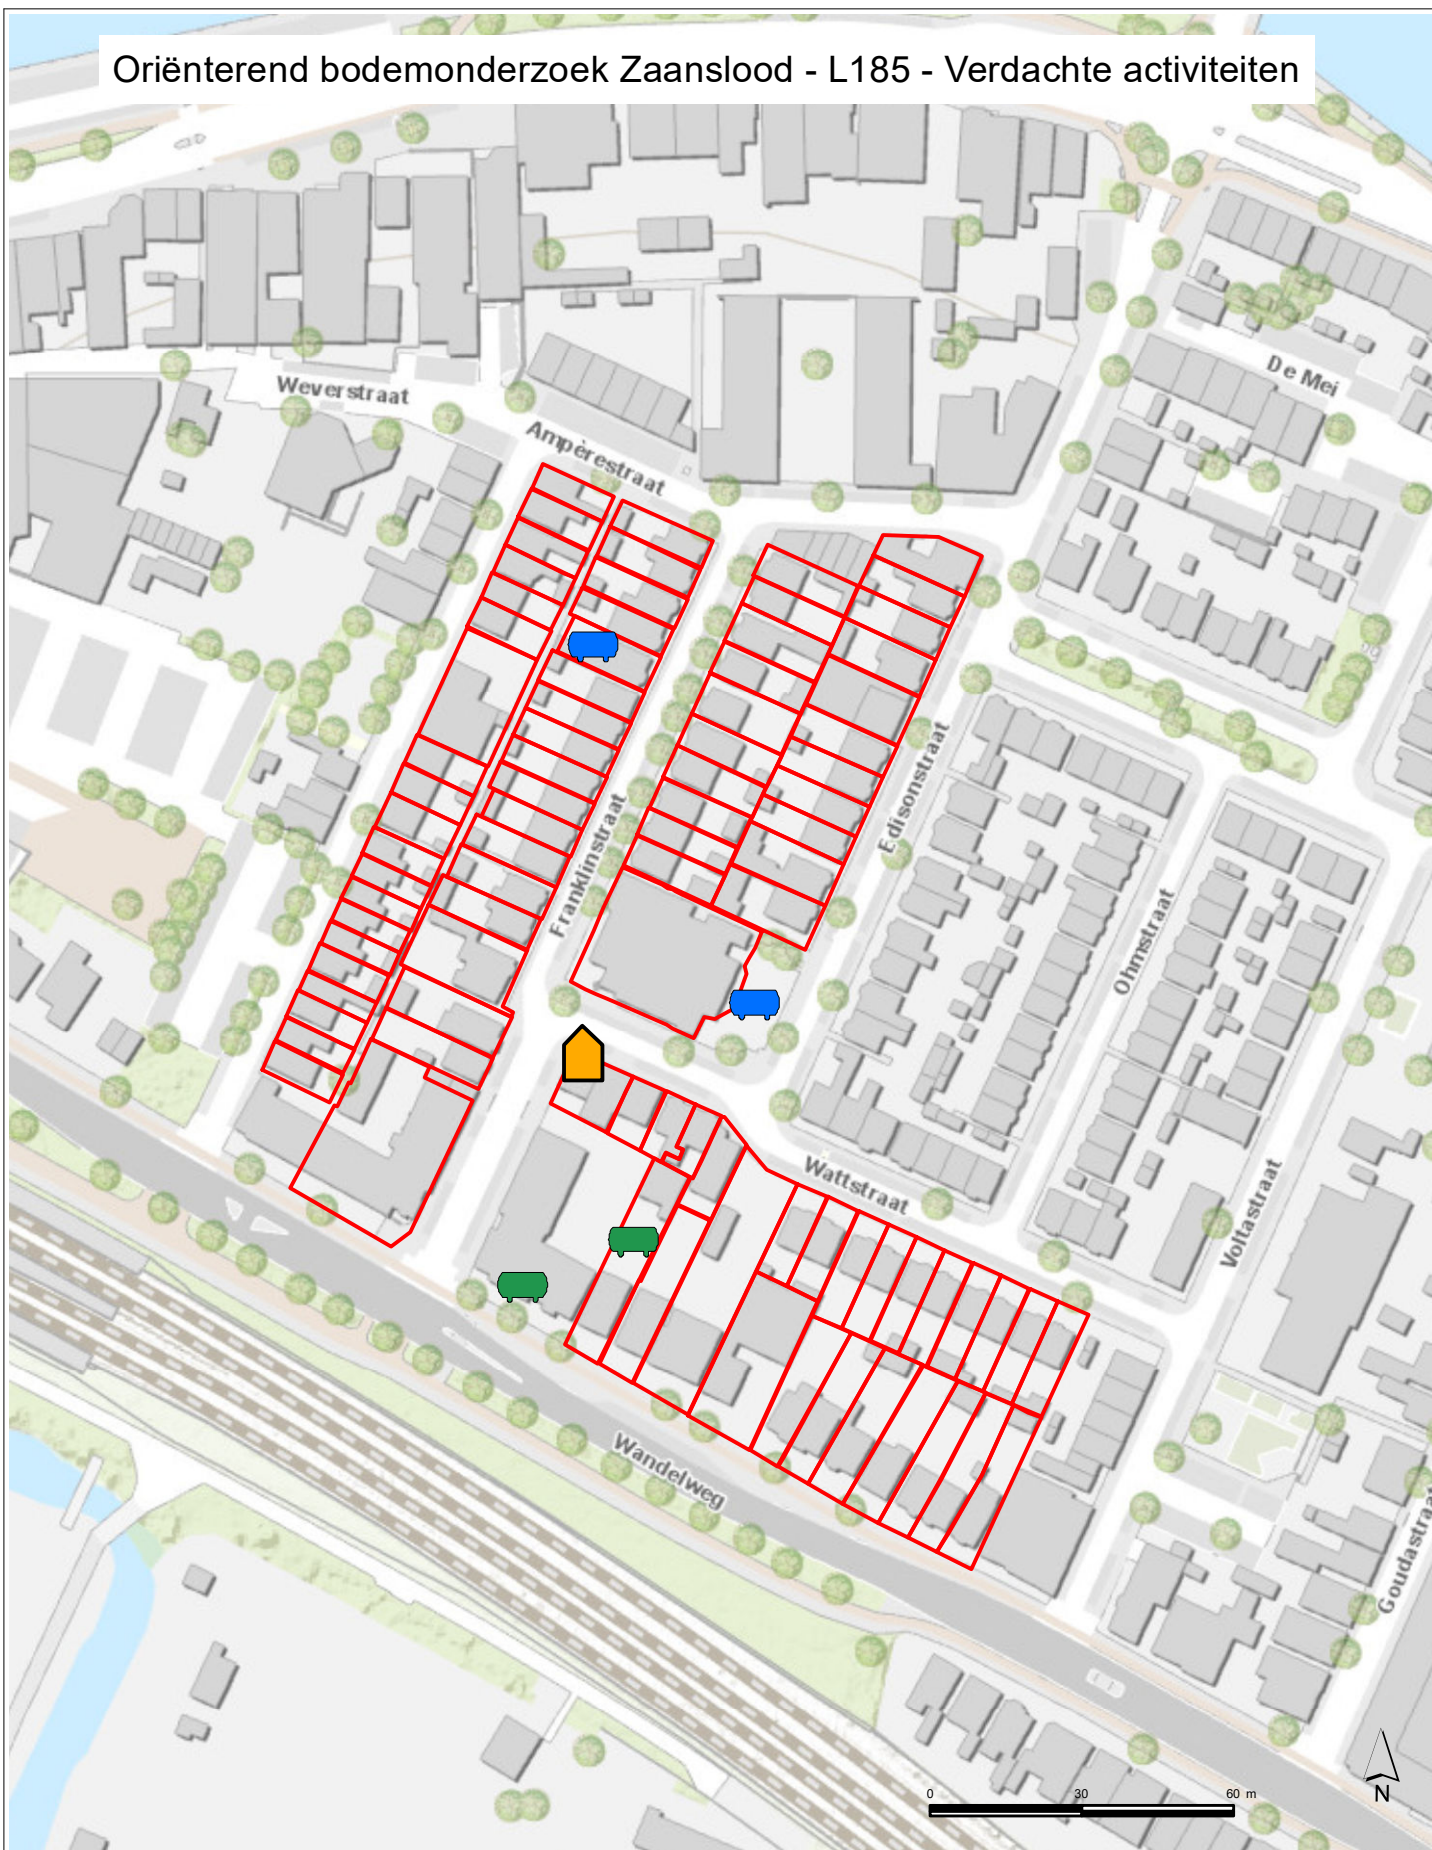 Oriënterend bodemonderzoek Zaanslood - L185 - Verdachte activiteiten
De Mei
Weverstraat
Ampèrestraat
Edisonstraat
Franklinstraat
Ohmstraat
Wattstraat
Voltastraat
Wandelweg
Goudastraat
0 30 60 m
N